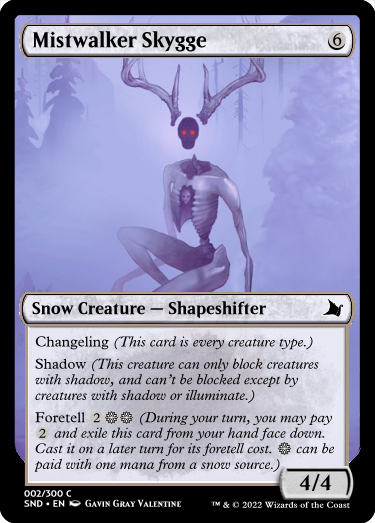 Mistwalker Skygge 6
Snow Creature — Shapeshifter
Changeling (This card is every creature type.)
Shadow (This creature can only block creatures
with shadow, and can't be blocked except by
creatures with shadow or illuminate.)
Foretell 2 (During your turn, you may pay
2 and exile this card from your hand face down.
Cast it on a later turn for its foretell cost. can be
paid with one mana from a snow source.)
4/4
002/300 C
SND • EN Gavin Gray Valentine ™ & © 2022 Wizards of the Coast